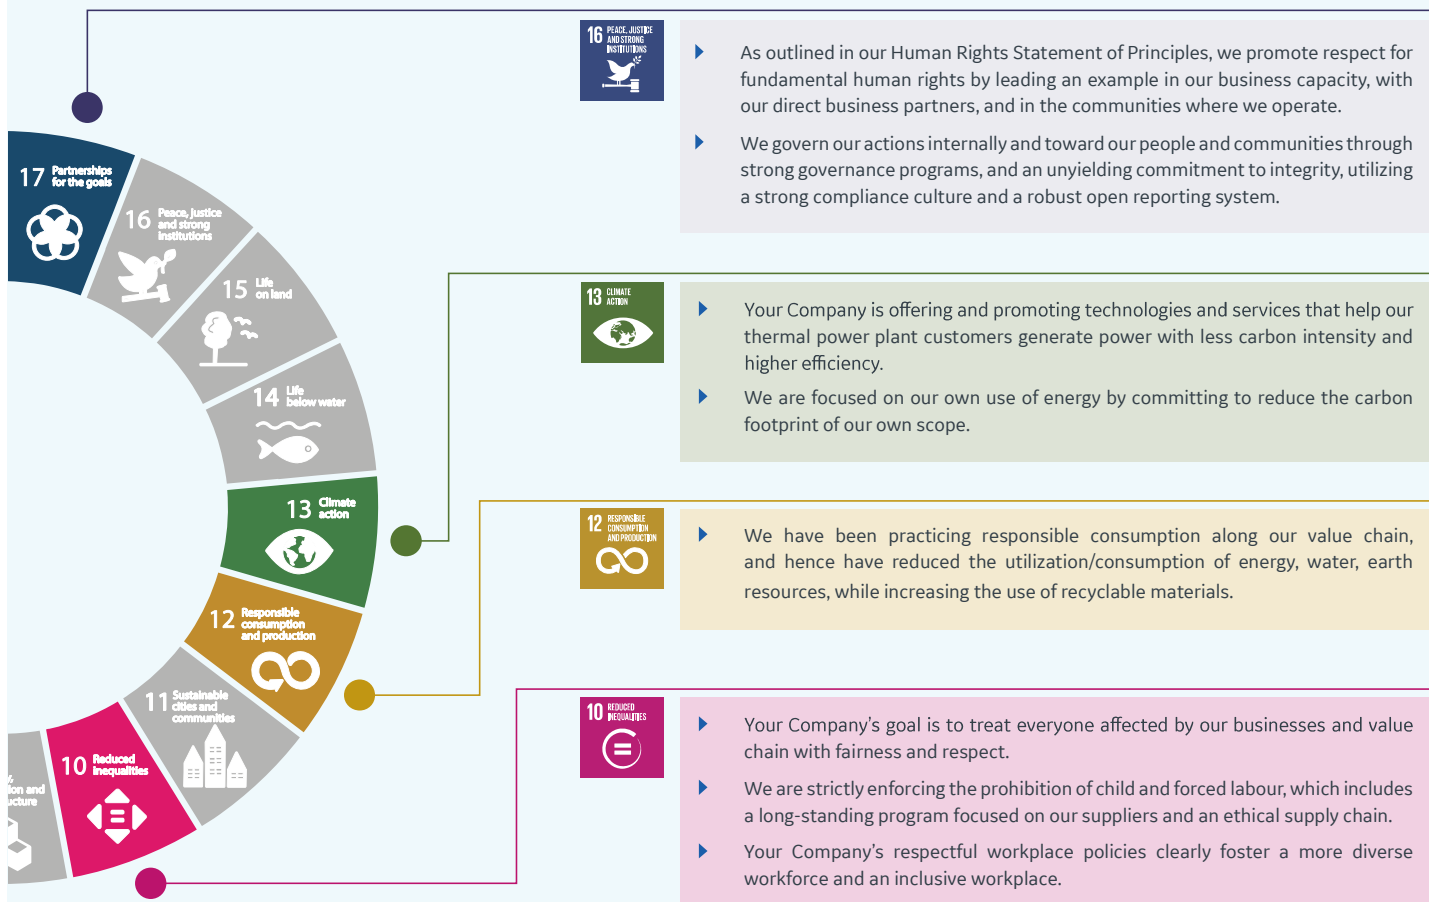 17 Partnerships
for the goals
16 Peace, justice
and strong
institutions
15 Life
on land
14 Life
below water
13 Climate
action
12 Responsible
consumption
and production
11 Sustainable
cities and
communities
10 Reduced
inequalities
ion and
ucture
16 PEACE, JUSTICE
AND STRONG
INSTITUTIONS
As outlined in our Human Rights Statement of Principles, we promote respect for
fundamental human rights by leading an example in our business capacity, with
our direct business partners, and in the communities where we operate.
We govern our actions internally and toward our people and communities through
strong governance programs, and an unyielding commitment to integrity, utilizing
a strong compliance culture and a robust open reporting system.
13 CLIMATE
ACTION
Your Company is offering and promoting technologies and services that help our
thermal power plant customers generate power with less carbon intensity and
higher efficiency.
We are focused on our own use of energy by committing to reduce the carbon
footprint of our own scope.
12 RESPONSIBLE
CONSUMPTION
AND PRODUCTION
We have been practicing responsible consumption along our value chain,
and hence have reduced the utilization/consumption of energy, water, earth
resources, while increasing the use of recyclable materials.
10 REDUCED
INEQUALITIES
Your Company's goal is to treat everyone affected by our businesses and value
chain with fairness and respect.
We are strictly enforcing the prohibition of child and forced labour, which includes
a long-standing program focused on our suppliers and an ethical supply chain.
Your Company's respectful workplace policies clearly foster a more diverse
workforce and an inclusive workplace.